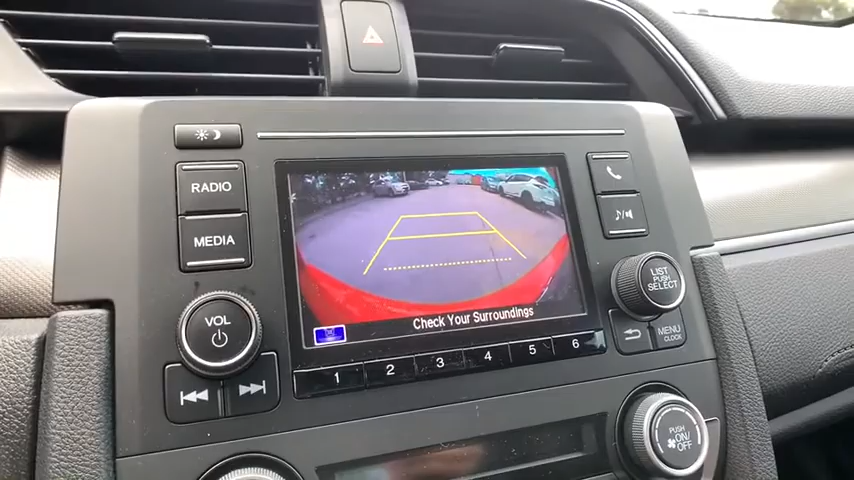 RADIO
MEDIA
VOL
Check Your Surroundings
1 2 3 4 5 6
LIST
PUSH
SELECT
MENU
CLOCK
PUSH
ON/
OFF